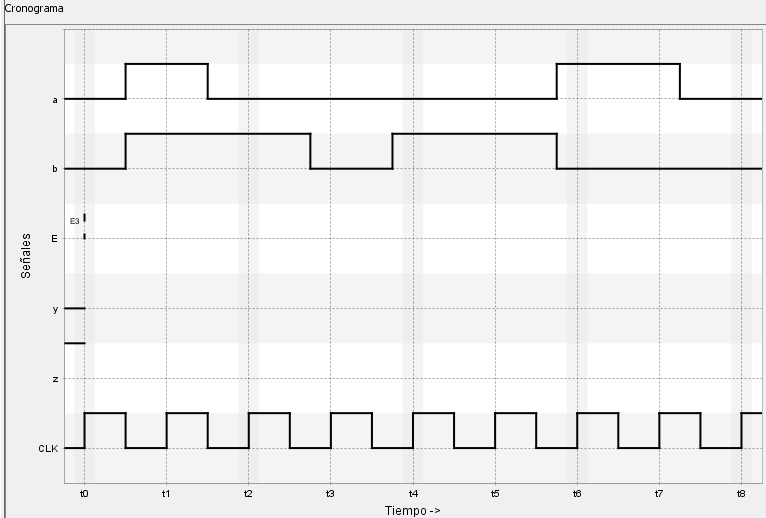 Cronograma
a
b
E3
E
y
z
CLK
Señales
t0 t1 t2 t3 t4 t5 t6 t7 t8
Tiempo ->